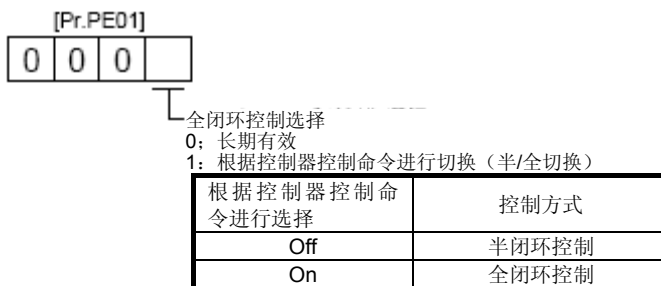 [Pr.PE01]
0 0 0
全闭环控制选择
0；长期有效
1：根据控制器控制命令进行切换（半/全切换）
根据控制器控制命
令进行选择
控制方式
Off 半闭环控制
On 全闭环控制